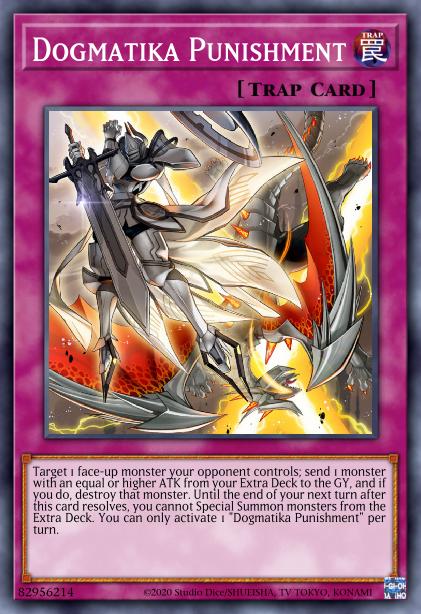 DOGMATIKA PUNISHMENT
TRAP
罠
[TRAP CARD]
Target 1 face-up monster your opponent controls; send 1 monster
with an equal or higher ATK from your Extra Deck to the GY, and if
you do, destroy that monster. Until the end of your next turn after
this card resolves, you cannot Special Summon monsters from the
Extra Deck. You can only activate 1 "Dogmatika Punishment" per
turn.
82956214
©2020 Studio Dice/SHUEISHA, TV TOKYO, KONAMI